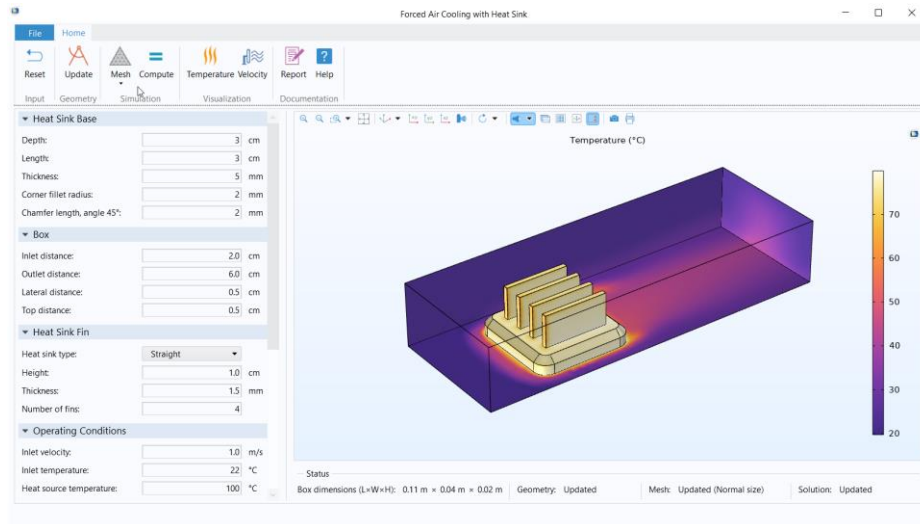 Forced Air Cooling with Heat Sink
File Home
Reset Update Mesh Compute Temperature Velocity Report Help
Input Geometry Simulation Visualization Documentation
Heat Sink Base
Depth: 3 cm
Length: 3 cm
Thickness: 5 mm
Corner fillet radius: 2 mm
Chamfer length, angle 45°: 2 mm
Box
Inlet distance: 2.0 cm
Outlet distance: 6.0 cm
Lateral distance: 0.5 cm
Top distance: 0.5 cm
Heat Sink Fin
Heat sink type: Straight
Height: 1.0 cm
Thickness: 1.5 mm
Number of fins: 4
Operating Conditions
Inlet velocity: 1.0 m/s
Inlet temperature: 22 °C
Heat source temperature: 100 °C
Temperature (°C)
70
60
50
40
30
20
Status
Box dimensions (L×W×H): 0.11 m × 0.04 m × 0.02 m Geometry: Updated Mesh: Updated (Normal size) Solution: Updated